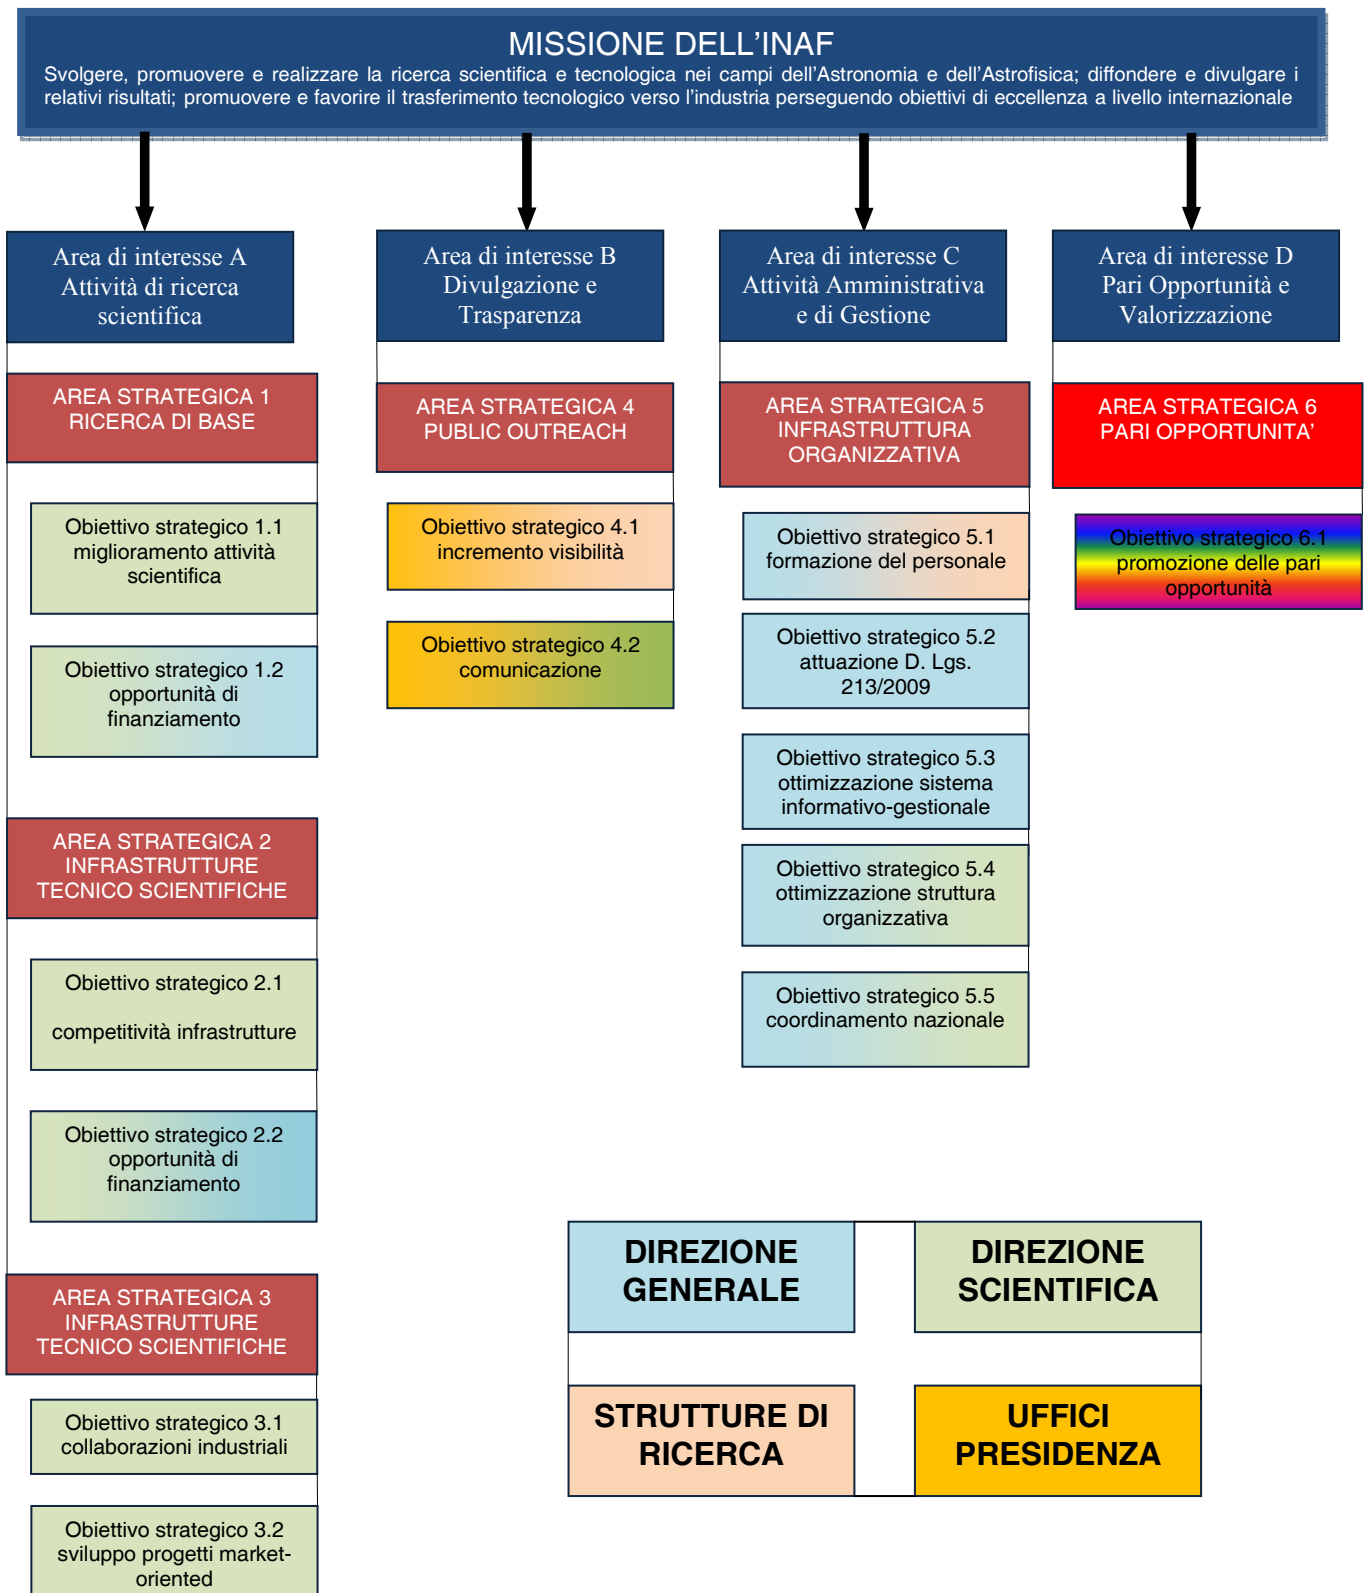 MISSIONE DELL'INAF
Svolgere, promuovere e realizzare la ricerca scientifica e tecnologica nei campi dell'Astronomia e dell'Astrofisica; diffondere e divulgare i
relativi risultati; promuovere e favorire il trasferimento tecnologico verso l'industria perseguendo obiettivi di eccellenza a livello internazionale
Area di interesse A
Attività di ricerca
scientifica
AREA STRATEGICA 1
RICERCA DI BASE
Obiettivo strategico 1.1
miglioramento attività
scientifica
Obiettivo strategico 1.2
opportunità di
finanziamento
AREA STRATEGICA 2
INFRASTRUTTURE
TECNICO SCIENTIFICHE
Obiettivo strategico 2.1
competitività infrastrutture
Obiettivo strategico 2.2
opportunità di
finanziamento
AREA STRATEGICA 3
INFRASTRUTTURE
TECNICO SCIENTIFICHE
Obiettivo strategico 3.1
collaborazioni industriali
Obiettivo strategico 3.2
sviluppo progetti market-
oriented
Area di interesse B
Divulgazione e
Trasparenza
AREA STRATEGICA 4
PUBLIC OUTREACH
Obiettivo strategico 4.1
incremento visibilità
Obiettivo strategico 4.2
comunicazione
Area di interesse C
Attività Amministrativa
e di Gestione
AREA STRATEGICA 5
INFRASTRUTTURA
ORGANIZZATIVA
Obiettivo strategico 5.1
formazione del personale
Obiettivo strategico 5.2
attuazione D. Lgs.
213/2009
Obiettivo strategico 5.3
ottimizzazione sistema
informativo-gestionale
Obiettivo strategico 5.4
ottimizzazione struttura
organizzativa
Obiettivo strategico 5.5
coordinamento nazionale
Area di interesse D
Pari Opportunità e
Valorizzazione
AREA STRATEGICA 6
PARI OPPORTUNITA'
Obiettivo strategico 6.1
promozione delle pari
opportunità
DIREZIONE
GENERALE
DIREZIONE
SCIENTIFICA
STRUTTURE DI
RICERCA
UFFICI
PRESIDENZA